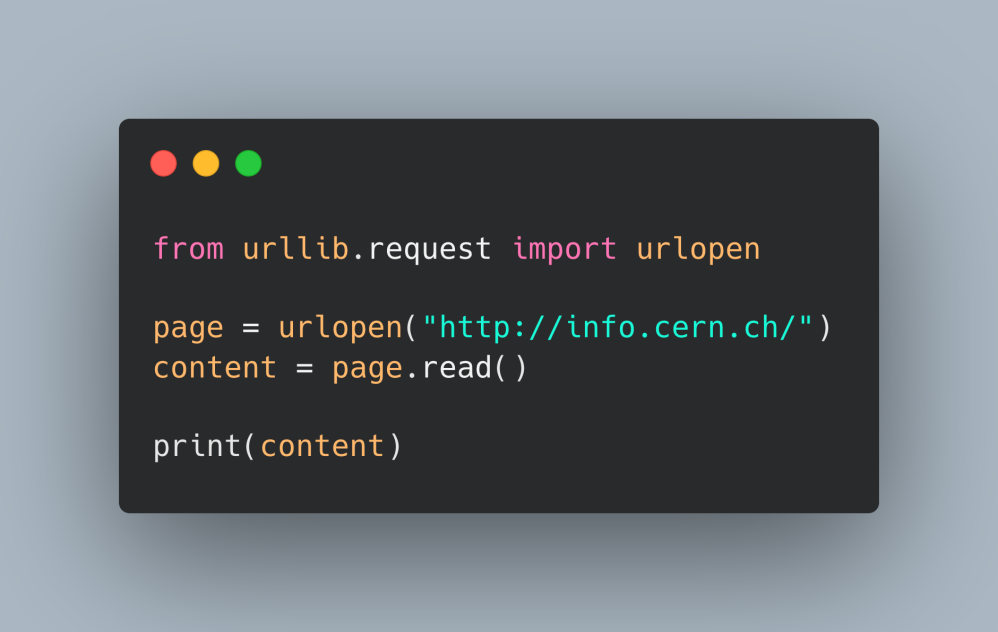 from urllib.request import urlopen
page = urlopen("http://info.cern.ch/")
content = page.read()
print(content)